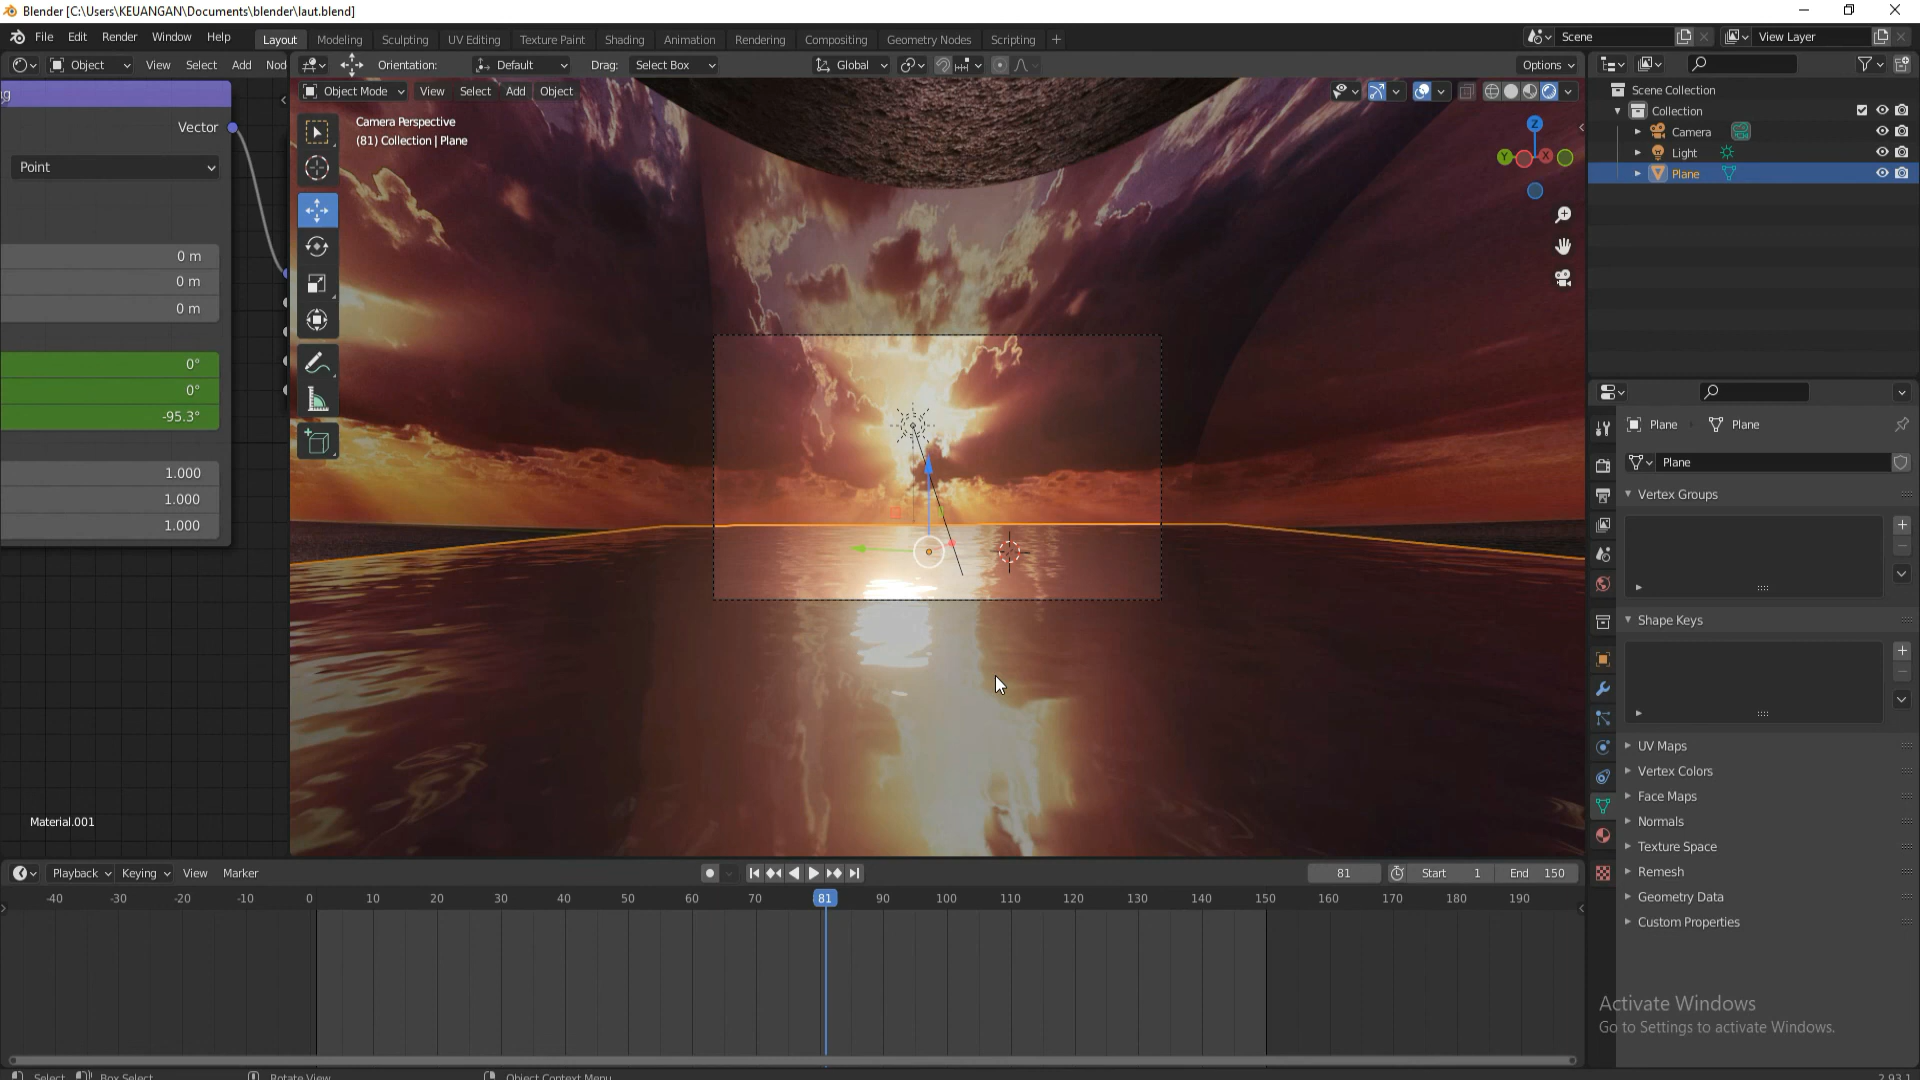 Blender [C:\Users\KEUANGAN\Documents\blender\laut.blend]
File Edit Render Window Help Layout Modeling Sculpting UV Editing Texture Paint Shading Animation Rendering Compositing Geometry Nodes Scripting + Scene View Layer
Object View Select Add Nod Orientation: Default Drag: Select Box Global Options
Object Mode View Select Add Object
Camera Perspective
(81) Collection | Plane
Vector
Point
0 m
0 m
0 m
0°
0°
-95.3°
1.000
1.000
1.000
Material.001
Z
Y
X
Scene Collection
Collection
Camera
Light
Plane
Plane Plane
Plane
Vertex Groups
Shape Keys
UV Maps
Vertex Colors
Face Maps
Normals
Texture Space
Remesh
Geometry Data
Custom Properties
Activate Windows
Go to Settings to activate Windows.
Playback Keying View Marker 81 Start 1 End 150
-40 -30 -20 -10 0 10 20 30 40 50 60 70 81 90 100 110 120 130 140 150 160 170 180 190
Select Box Select Rotate View Object Context Menu 2.93.1